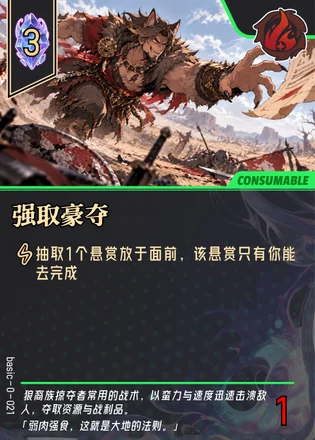 3
CONSUMABLE
强取豪夺
抽取1个悬赏放于面前，该悬赏只有你能
去完成
basic-0-021
狼裔族掠夺者常用的战术，以蛮力与速度迅速击溃敌
人，夺取资源与战利品。
「弱肉强食，这就是大地的法则。」
1